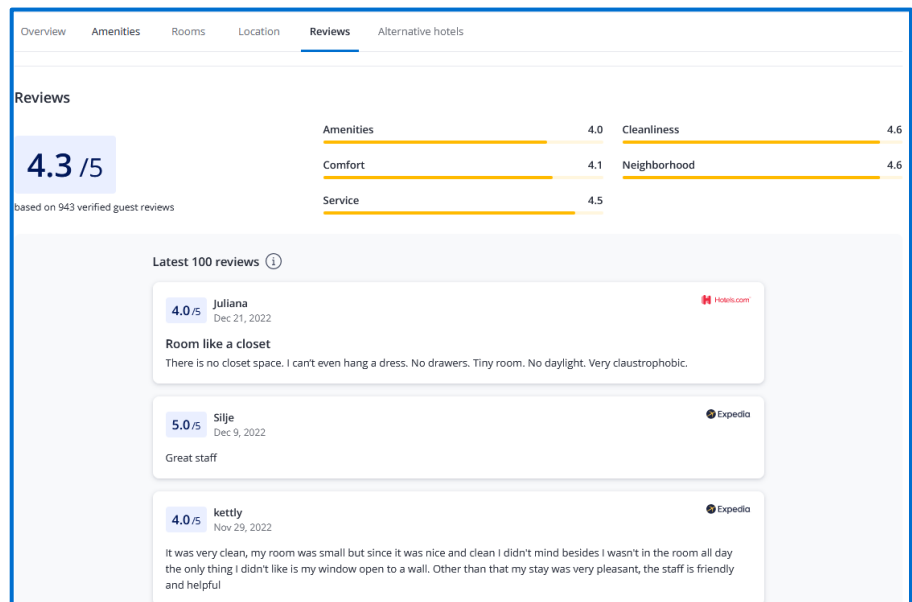 Overview Amenities Rooms Location Reviews Alternative hotels
Reviews
4.3 /5
based on 943 verified guest reviews
Amenities 4.0
Comfort 4.1
Service 4.5
Cleanliness 4.6
Neighborhood 4.6
Latest 100 reviews
4.0/5 Juliana
Dec 21, 2022
Hotels.com
Room like a closet
There is no closet space. I can't even hang a dress. No drawers. Tiny room. No daylight. Very claustrophobic.
5.0/5 Silje
Dec 9, 2022
Expedia
Great staff
4.0/5 kettly
Nov 29, 2022
Expedia
It was very clean, my room was small but since it was nice and clean I didn't mind besides I wasn't in the room all day
the only thing I didn't like is my window open to a wall. Other than that my stay was very pleasant, the staff is friendly
and helpful